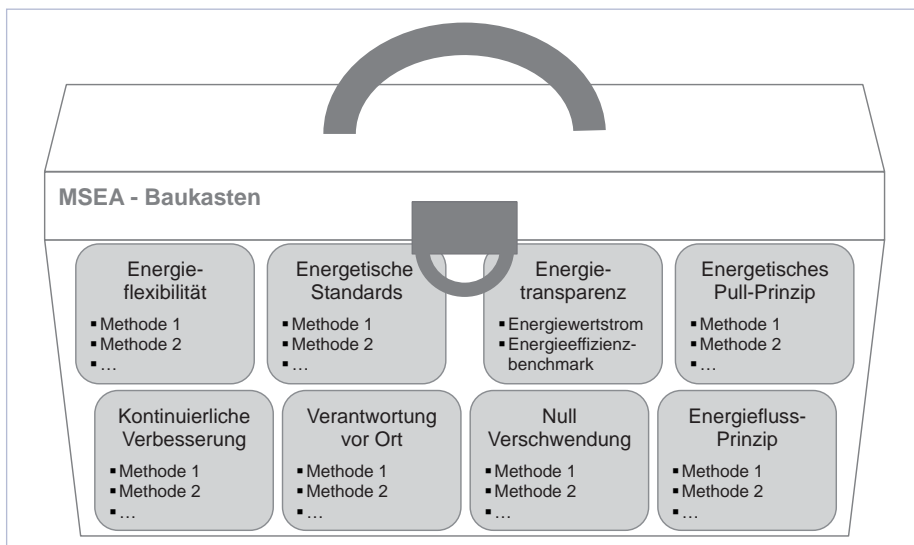 MSEA - Baukasten
Energie-
flexibilität
▪ Methode 1
▪ Methode 2
▪ …
Energetische
Standards
▪ Methode 1
▪ Methode 2
▪ …
Energie-
transparenz
▪ Energiewertstrom
▪ Energieeffizienz-
benchmark
Energetisches
Pull-Prinzip
▪ Methode 1
▪ Methode 2
▪ …
Kontinuierliche
Verbesserung
▪ Methode 1
▪ Methode 2
▪ …
Verantwortung
vor Ort
▪ Methode 1
▪ Methode 2
▪ …
Null
Verschwendung
▪ Methode 1
▪ Methode 2
▪ …
Energiefluss-
Prinzip
▪ Methode 1
▪ Methode 2
▪ …